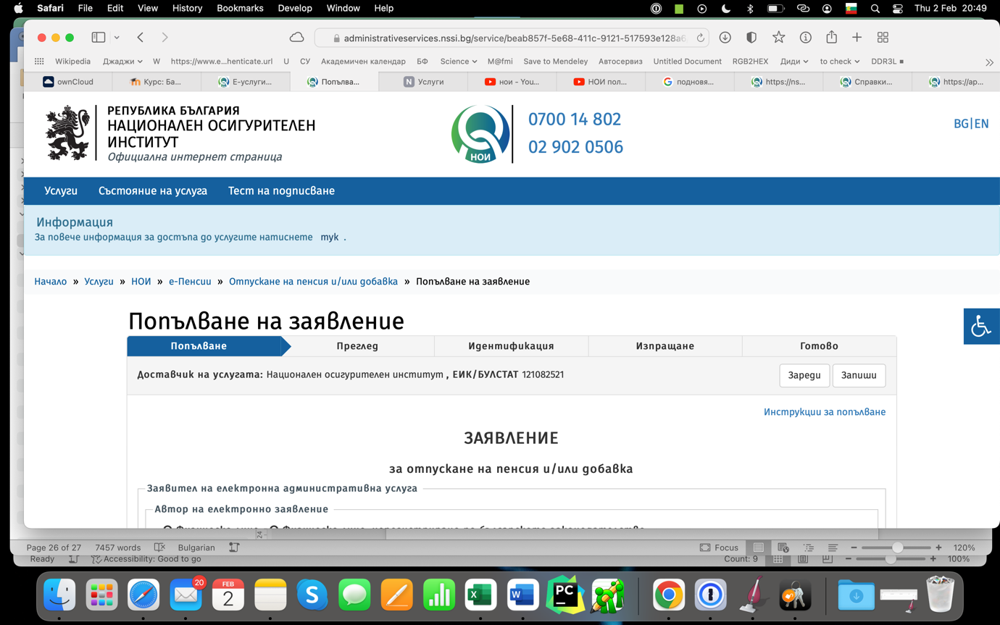 Safari File Edit View History Bookmarks Develop Window Help Thu 2 Feb 20:49
administrativeservices.nssi.bg/service/beab857f-5e68-411c-9121-517593e128a6
Wikipedia Джаджи W https://www.e...henticate.url U СУ Академичен календар БФ Science M@fmi Save to Mendeley Автосервиз Untitled Document RGB2HEX Диди to check DDR3L
ownCloud Курс: Ба... Е-услуги... Попълва... N Услуги нои - You... НОИ пол... подновя... https://ns... Справки... https://ap...
РЕПУБЛИКА БЪЛГАРИЯ
НАЦИОНАЛЕН ОСИГУРИТЕЛЕН
ИНСТИТУТ
Официална интернет страница
НОИ
0700 14 802
02 902 0506
BG|EN
Услуги Състояние на услуга Тест на подписване
Информация
За повече информация за достъпа до услугите натиснете тук .
Начало » Услуги » НОИ » е-Пенсии » Отпускане на пенсия и/или добавка » Попълване на заявление
Попълване на заявление
Попълване Преглед Идентификация Изпращане Готово
Доставчик на услугата: Национален осигурителен институт , ЕИК/БУЛСТАТ 121082521 Зареди Запиши
Инструкции за попълване
ЗАЯВЛЕНИЕ
за отпускане на пенсия и/или добавка
Заявител на електронна административна услуга
Автор на електронно заявление
24
Page 26 of 27 7457 words Bulgarian Focus 120%
Ready Accessibility: Good to go Count: 9 100%
20
FEB
2
S
X
W
PC